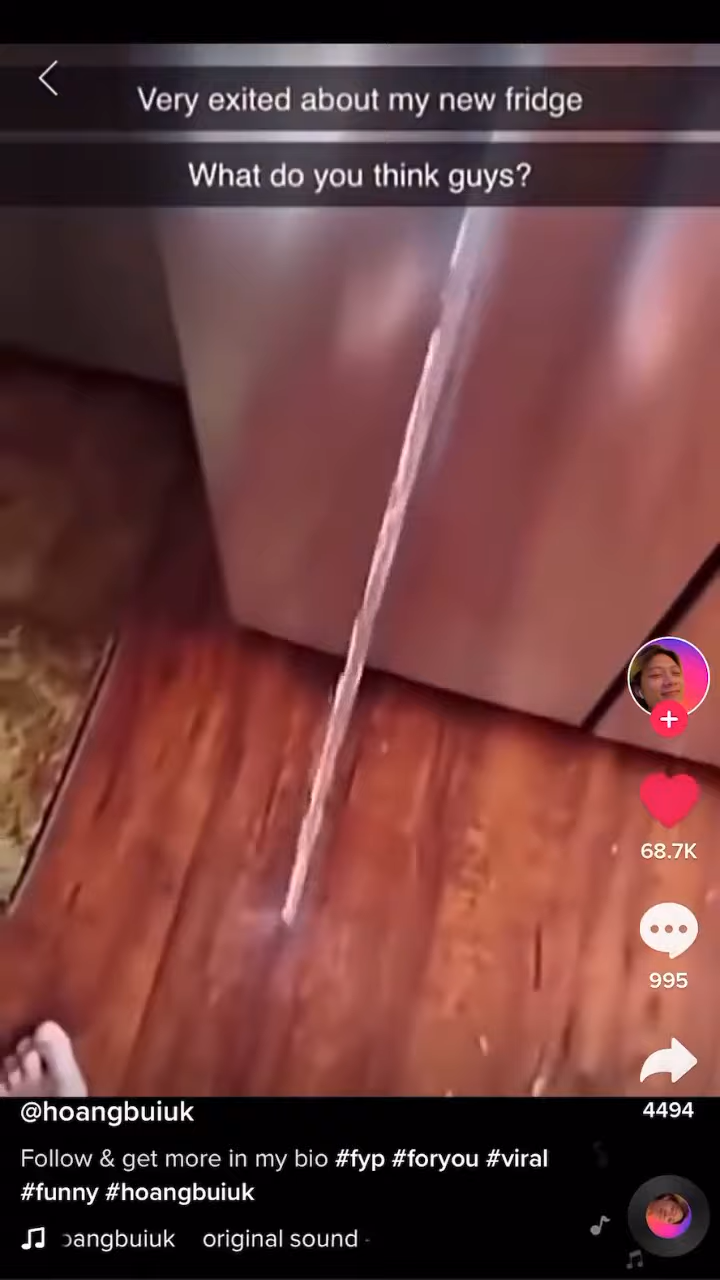 Very exited about my new fridge
What do you think guys?
68.7K
995
4494
@hoangbuiuk
Follow & get more in my bio #fyp #foryou #viral
#funny #hoangbuiuk
oangbuiuk original sound -